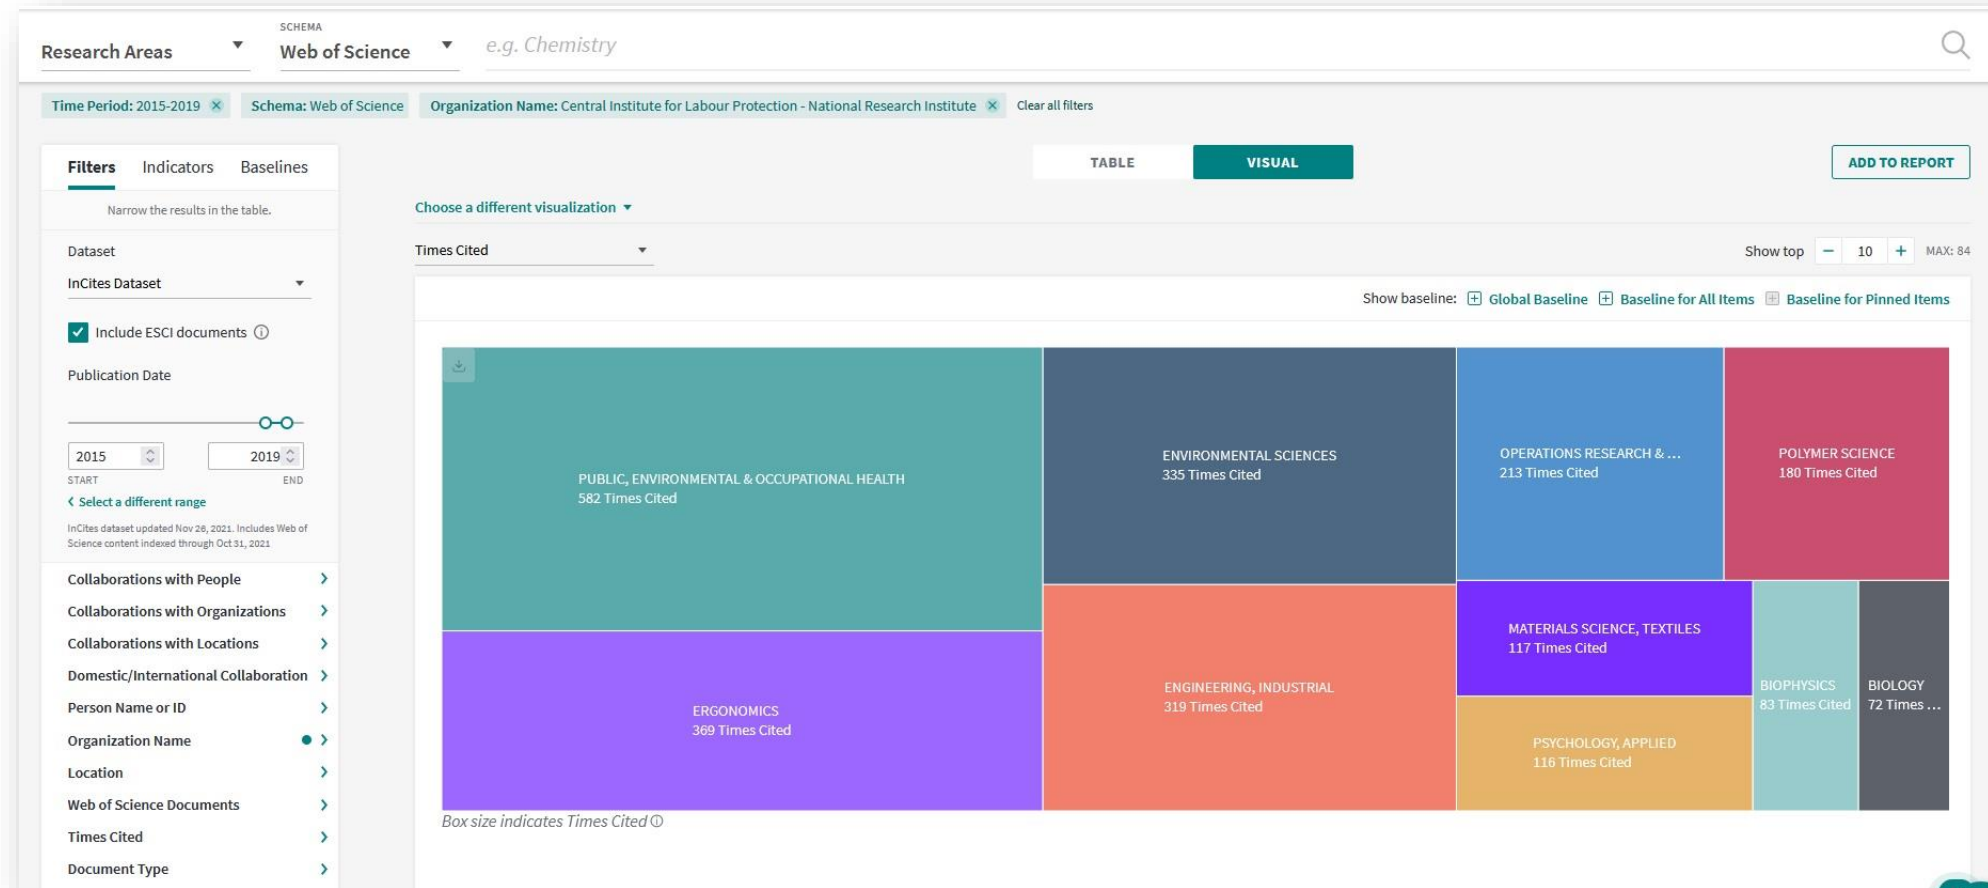 SCHEMA
Research Areas
Web of Science
e.g. Chemistry
Time Period: 2015-2019
Schema: Web of Science
Organization Name: Central Institute for Labour Protection - National Research Institute
Clear all filters
Filters
Indicators
Baselines
Narrow the results in the table.
Dataset
InCites Dataset
Include ESCI documents
Publication Date
2015
2019
START
END
Select a different range
InCites dataset updated Nov 26, 2021. Includes Web of
Science content indexed through Oct 31, 2021
Collaborations with People
Collaborations with Organizations
Collaborations with Locations
Domestic/International Collaboration
Person Name or ID
Organization Name
Location
Web of Science Documents
Times Cited
Document Type
TABLE
VISUAL
ADD TO REPORT
Choose a different visualization
Times Cited
Show top
10
MAX: 84
Show baseline:
Global Baseline
Baseline for All Items
Baseline for Pinned Items
PUBLIC, ENVIRONMENTAL & OCCUPATIONAL HEALTH
582 Times Cited
ENVIRONMENTAL SCIENCES
335 Times Cited
OPERATIONS RESEARCH & ...
213 Times Cited
POLYMER SCIENCE
180 Times Cited
ERGONOMICS
369 Times Cited
ENGINEERING, INDUSTRIAL
319 Times Cited
MATERIALS SCIENCE, TEXTILES
117 Times Cited
PSYCHOLOGY, APPLIED
116 Times Cited
BIOPHYSICS
83 Times Cited
BIOLOGY
72 Times ...
Box size indicates Times Cited